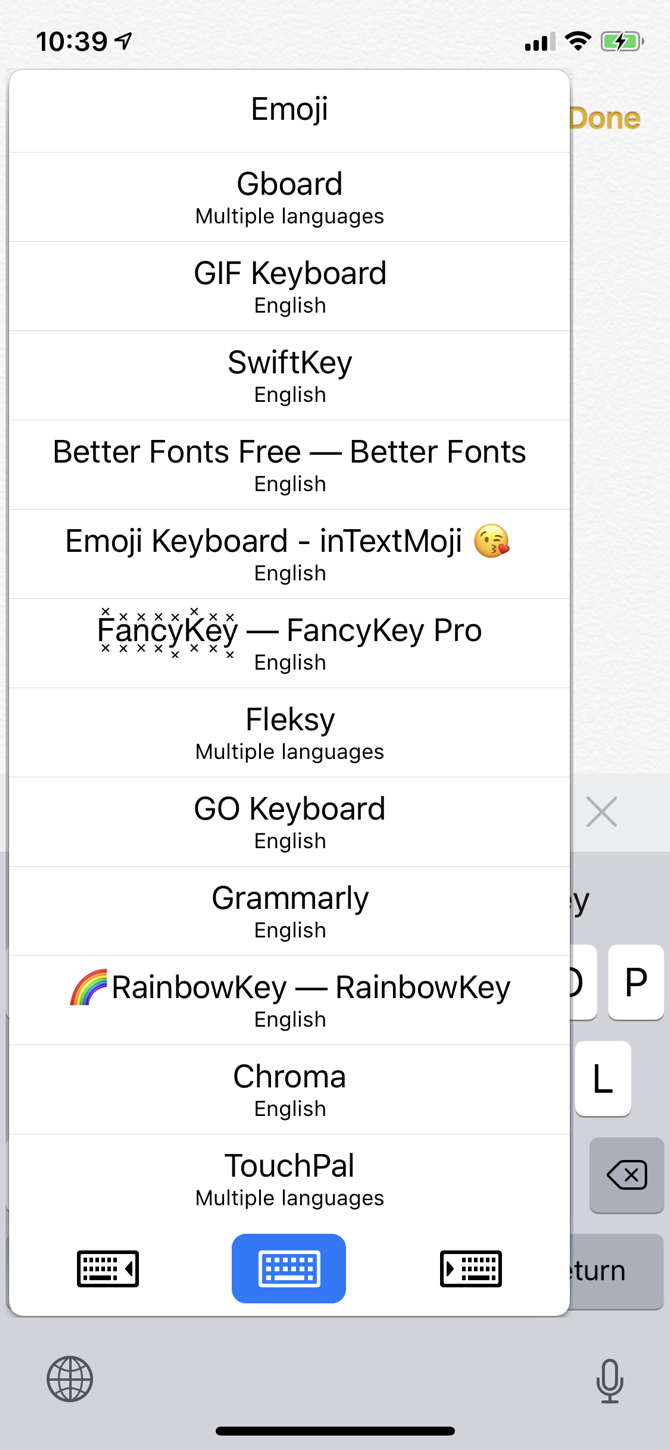 10:39
Done
Emoji
Gboard
Multiple languages
GIF Keyboard
English
SwiftKey
English
Better Fonts Free — Better Fonts
English
Emoji Keyboard - inTextMoji 😘
English
F͓̽a͓̽n͓̽c͓̽y͓̽K͓̽e͓̽y͓̽ — FancyKey Pro
English
Fleksy
Multiple languages
GO Keyboard
English
Grammarly
English
ey
🌈RainbowKey — RainbowKey
English
P
Chroma
English
L
TouchPal
Multiple languages
eturn